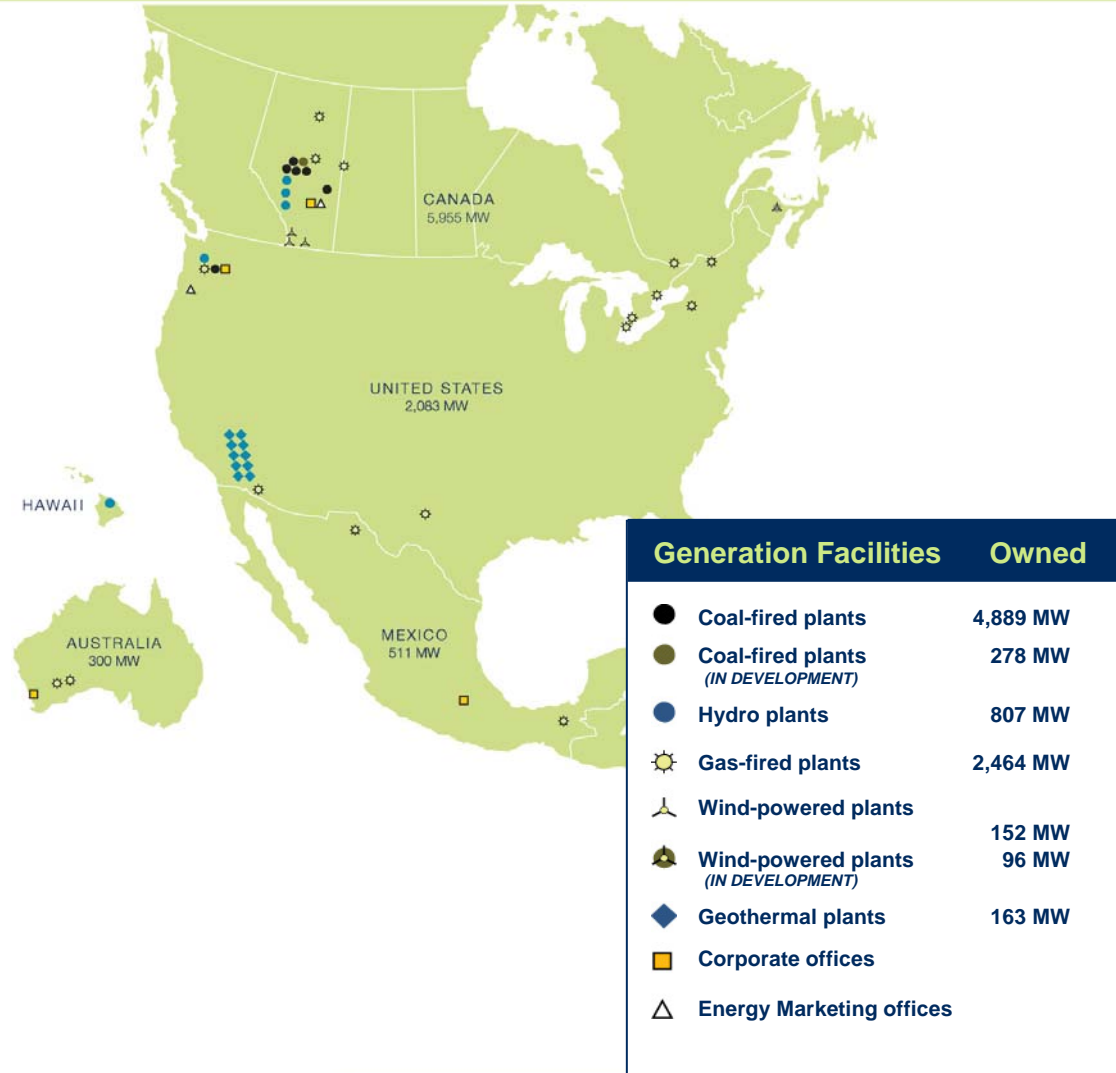 CANADA
5,955 MW
UNITED STATES
2,083 MW
HAWAII
AUSTRALIA
300 MW
MEXICO
511 MW
Generation Facilities Owned
Coal-fired plants 4,889 MW
Coal-fired plants 278 MW
(IN DEVELOPMENT)
Hydro plants 807 MW
Gas-fired plants 2,464 MW
Wind-powered plants
152 MW
Wind-powered plants 96 MW
(IN DEVELOPMENT)
Geothermal plants 163 MW
Corporate offices
Energy Marketing offices